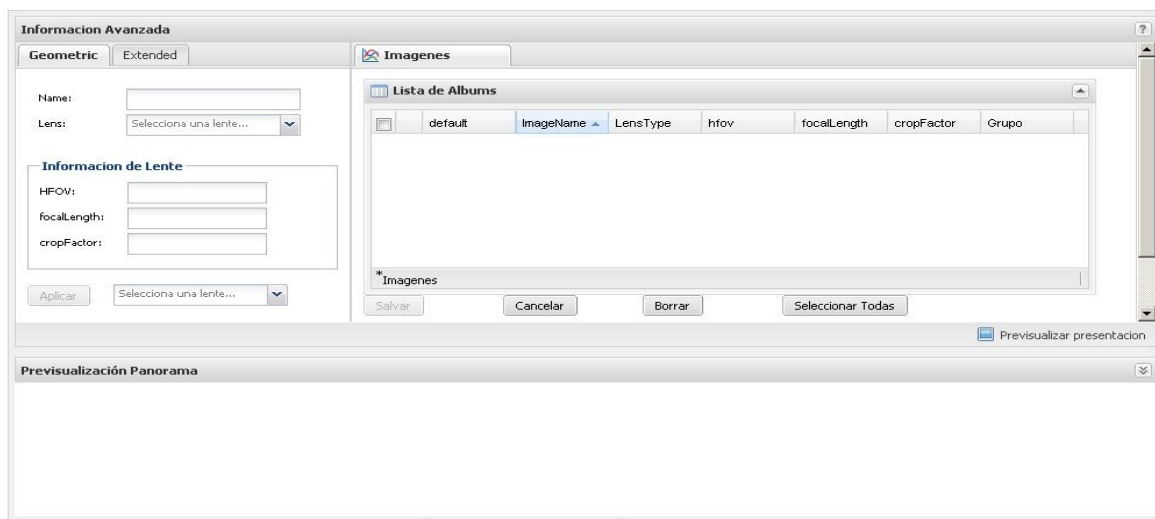 Informacion Avanzada
?
Geometric Extended
Name:
Lens: Selecciona una lente...
Informacion de Lente
HFOV:
focalLength:
cropFactor:
Aplicar Selecciona una lente...
Imagenes
Lista de Albums
default ImageName LensType hfov focalLength cropFactor Grupo
*Imagenes
Salvar Cancelar Borrar Seleccionar Todas
Previsualizar presentacion
Previsualización Panorama